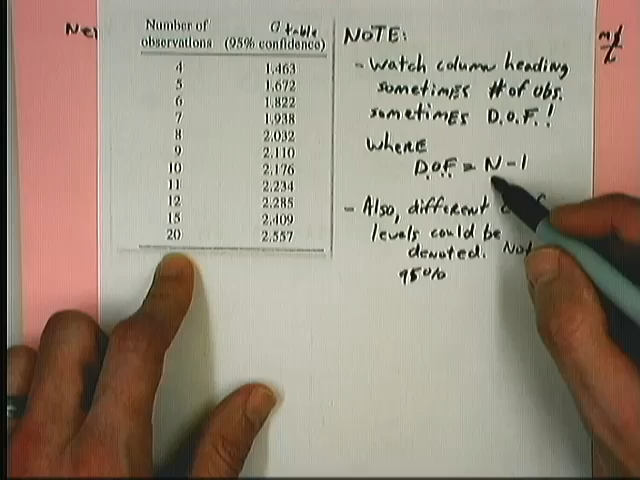 Number of G table
observations (95% confidence)
4 1.463
5 1.672
6 1.822
7 1.938
8 2.032
9 2.110
10 2.176
11 2.234
12 2.285
15 2.409
20 2.557
NOTE:
- Watch column heading
sometimes # of obs.
sometimes D.O.F.!
where
D.O.F. = N-1
- Also, different
levels could be
denoted. Not
95%